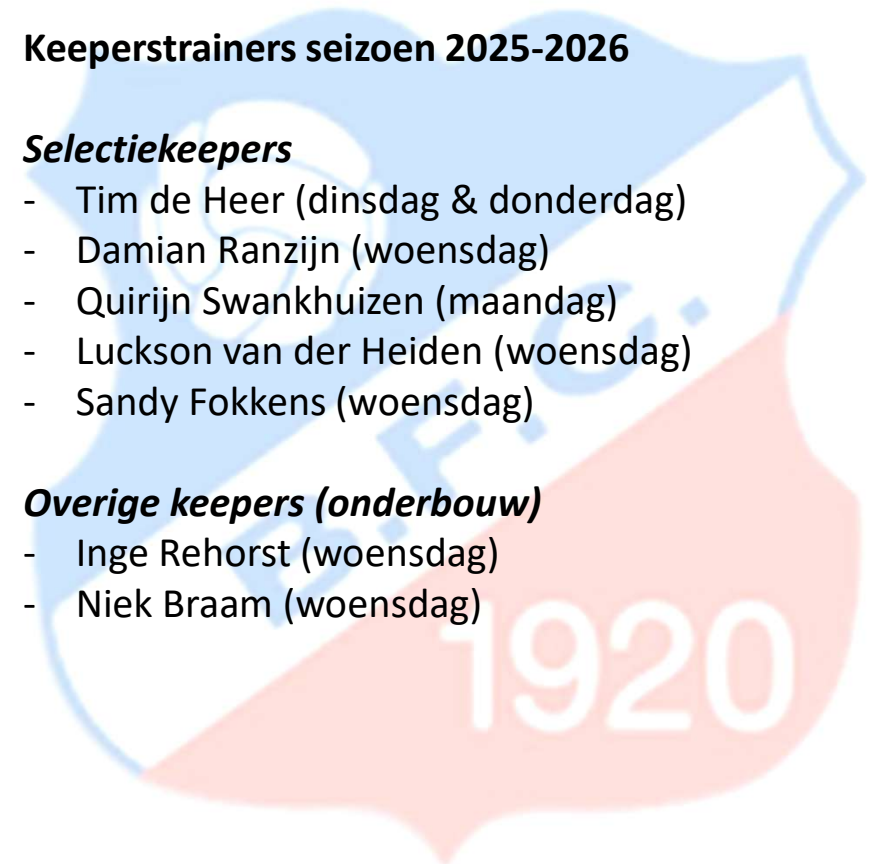 Keeperstrainers seizoen 2025-2026
Selectiekeepers
- Tim de Heer (dinsdag & donderdag)
- Damian Ranzijn (woensdag)
- Quirijn Swankhuizen (maandag)
- Luckson van der Heiden (woensdag)
- Sandy Fokkens (woensdag)
Overige keepers (onderbouw)
- Inge Rehorst (woensdag)
- Niek Braam (woensdag)
B.F.C.
1920